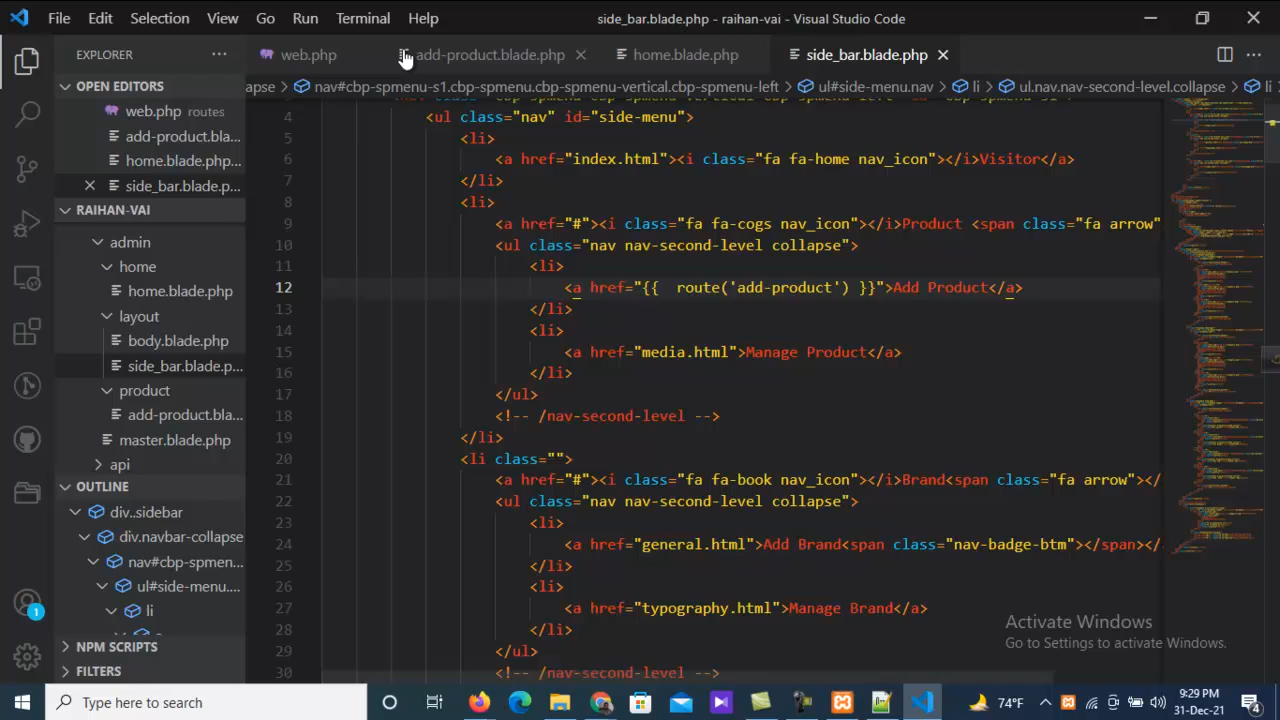 File Edit Selection View Go Run Terminal Help side_bar.blade.php - raihan-vai - Visual Studio Code
EXPLORER
web.php add-product.blade.php home.blade.php side_bar.blade.php
OPEN EDITORS
web.php routes
add-product.bla...
home.blade.php...
side_bar.blade.p...
RAIHAN-VAI
admin
home
home.blade.php
layout
body.blade.php
side_bar.blade.p...
product
add-product.bla...
master.blade.php
api
OUTLINE
div..sidebar
div.navbar-collapse
nav#cbp-spmen...
ul#side-menu....
li
NPM SCRIPTS
FILTERS
1
apse > nav#cbp-spmenu-s1.cbp-spmenu.cbp-spmenu-vertical.cbp-spmenu-left > ul#side-menu.nav > li > ul.nav.nav-second-level.collapse > li
4 <ul class="nav" id="side-menu">
5 <li>
6 <a href="index.html"><i class="fa fa-home nav_icon"></i>Visitor</a>
7 </li>
8 <li>
9 <a href="#"><i class="fa fa-cogs nav_icon"></i>Product <span class="fa arrow"
10 <ul class="nav nav-second-level collapse">
11 <li>
12 <a href="{{  route('add-product') }}">Add Product</a>
13 </li>
14 <li>
15 <a href="media.html">Manage Product</a>
16 </li>
17 </ul>
18 <!-- /nav-second-level -->
19 </li>
20 <li class="">
21 <a href="#"><i class="fa fa-book nav_icon"></i>Brand<span class="fa arrow"></
22 <ul class="nav nav-second-level collapse">
23 <li>
24 <a href="general.html">Add Brand<span class="nav-badge-btm"></span></
25 </li>
26 <li>
27 <a href="typography.html">Manage Brand</a>
28 </li>
29 </ul>
30 <!-- /nav-second-level -->
Activate Windows
Go to Settings to activate Windows.
Type here to search
74°F
9:29 PM
31-Dec-21
4